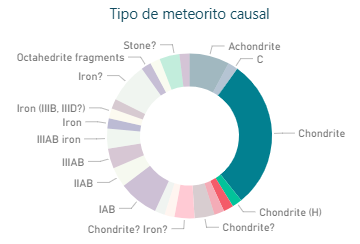 Tipo de meteorito causal
Stone?
Achondrite
C
Octahedrite fragments
Iron?
Iron (IIIB, IIID?)
Iron
IIIAB iron
IIIAB
IIAB
IAB
Chondrite? Iron?
Chondrite?
Chondrite (H)
Chondrite